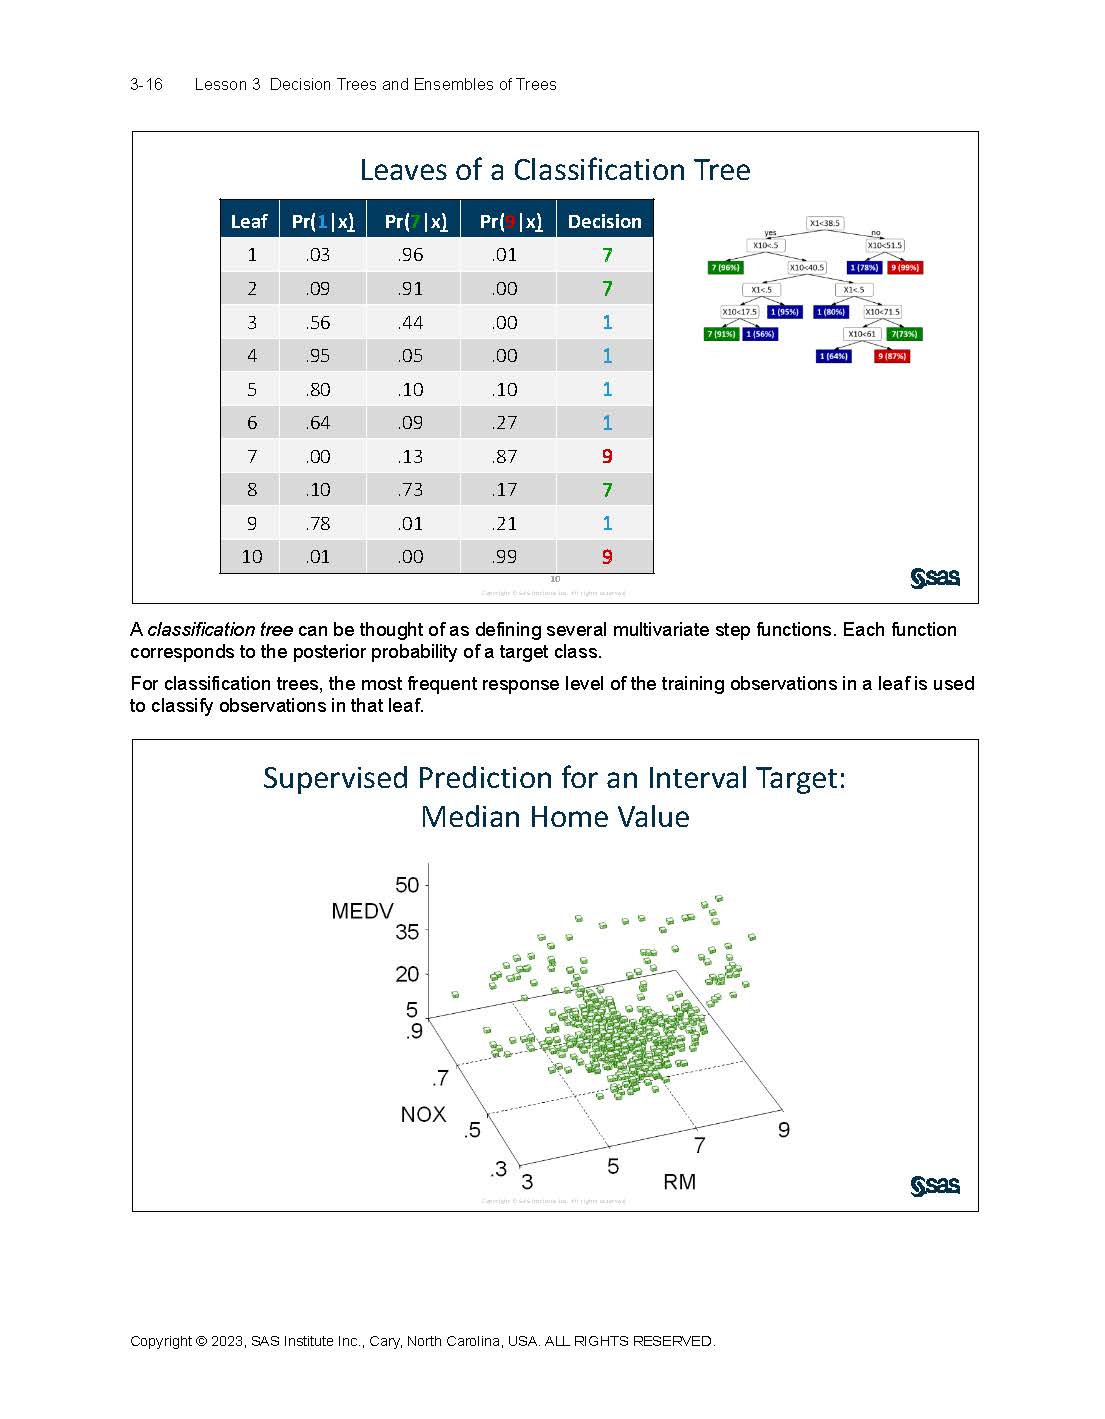 3-16 Lesson 3 Decision Trees and Ensembles of Trees
Leaves of a Classification Tree
Leaf Pr(1|x) Pr(7|x) Pr(9|x) Decision
1 .03 .96 .01 7
2 .09 .91 .00 7
3 .56 .44 .00 1
4 .95 .05 .00 1
5 .80 .10 .10 1
6 .64 .09 .27 1
7 .00 .13 .87 9
8 .10 .73 .17 7
9 .78 .01 .21 1
10 .01 .00 .99 9
X1<38.5
yes no
X10<.5 X10<51.5
7 (96%) X10<40.5 1 (78%) 9 (99%)
X1<.5 X1<.5
X10<17.5 1 (95%) 1 (80%) X10<71.5
7 (91%) 1 (56%) X10<61 7(73%)
1 (64%) 9 (87%)
10
Copyright © SAS Institute Inc. All rights reserved.
sas
A classification tree can be thought of as defining several multivariate step functions. Each function
corresponds to the posterior probability of a target class.
For classification trees, the most frequent response level of the training observations in a leaf is used
to classify observations in that leaf.
Supervised Prediction for an Interval Target:
Median Home Value
50
MEDV
35
20
5
.9
.7
NOX
.5
.3
3
5
7
9
RM
Copyright © SAS Institute Inc. All rights reserved.
sas
Copyright © 2023, SAS Institute Inc., Cary, North Carolina, USA. ALL RIGHTS RESERVED.